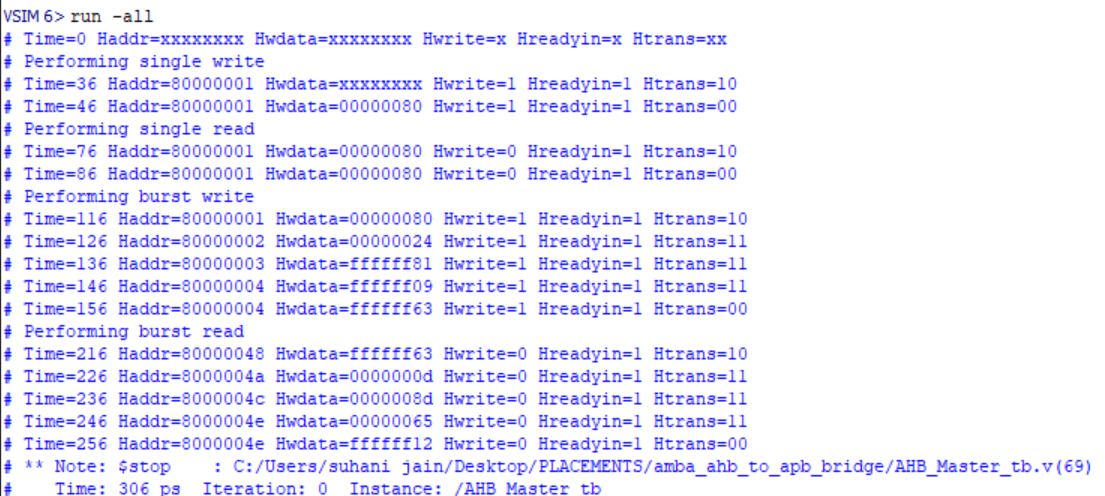 VSIM 6> run -all
# Time=0 Haddr=xxxxxxxx Hwdata=xxxxxxxx Hwrite=x Hreadyin=x Htrans=xx
# Performing single write
# Time=36 Haddr=80000001 Hwdata=xxxxxxxx Hwrite=1 Hreadyin=1 Htrans=10
# Time=46 Haddr=80000001 Hwdata=00000080 Hwrite=1 Hreadyin=1 Htrans=00
# Performing single read
# Time=76 Haddr=80000001 Hwdata=00000080 Hwrite=0 Hreadyin=1 Htrans=10
# Time=86 Haddr=80000001 Hwdata=00000080 Hwrite=0 Hreadyin=1 Htrans=00
# Performing burst write
# Time=116 Haddr=80000001 Hwdata=00000080 Hwrite=1 Hreadyin=1 Htrans=10
# Time=126 Haddr=80000002 Hwdata=00000024 Hwrite=1 Hreadyin=1 Htrans=11
# Time=136 Haddr=80000003 Hwdata=ffffff81 Hwrite=1 Hreadyin=1 Htrans=11
# Time=146 Haddr=80000004 Hwdata=ffffff09 Hwrite=1 Hreadyin=1 Htrans=11
# Time=156 Haddr=80000004 Hwdata=ffffff63 Hwrite=1 Hreadyin=1 Htrans=00
# Performing burst read
# Time=216 Haddr=80000048 Hwdata=ffffff63 Hwrite=0 Hreadyin=1 Htrans=10
# Time=226 Haddr=8000004a Hwdata=0000000d Hwrite=0 Hreadyin=1 Htrans=11
# Time=236 Haddr=8000004c Hwdata=0000008d Hwrite=0 Hreadyin=1 Htrans=11
# Time=246 Haddr=8000004e Hwdata=00000065 Hwrite=0 Hreadyin=1 Htrans=11
# Time=256 Haddr=8000004e Hwdata=ffffff12 Hwrite=0 Hreadyin=1 Htrans=00
# ** Note: $stop    : C:/Users/suhani jain/Desktop/PLACEMENTS/amba_ahb_to_apb_bridge/AHB_Master_tb.v(69)
#    Time: 306 ps  Iteration: 0  Instance: /AHB_Master_tb